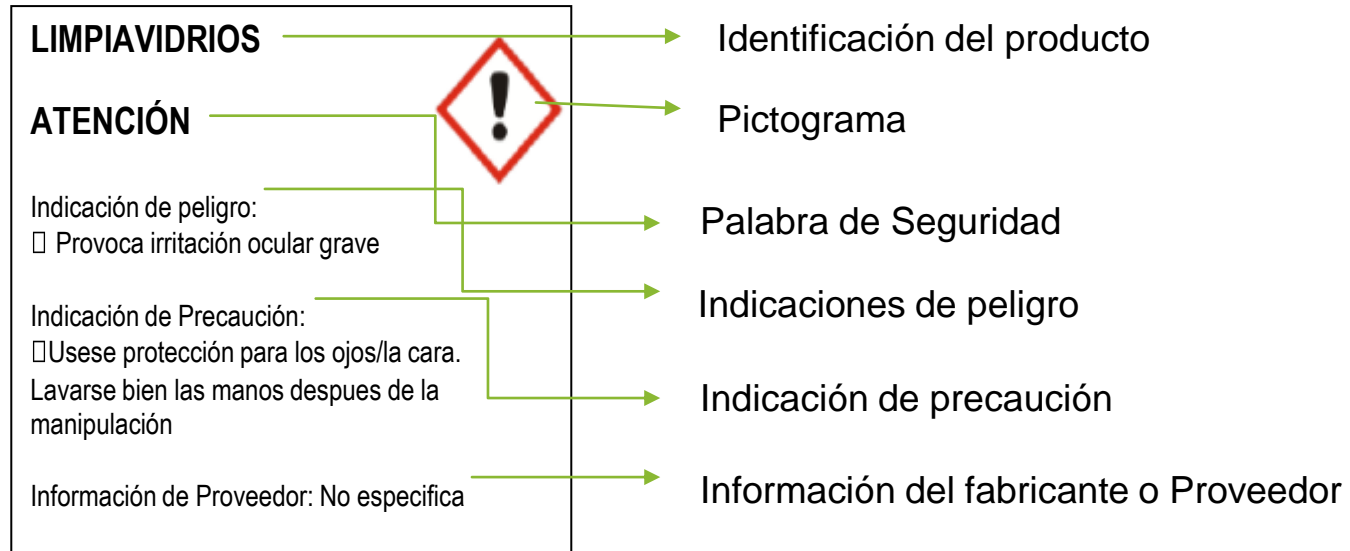 LIMPIAVIDRIOS
Identificación del producto
ATENCIÓN
Pictograma
Indicación de peligro:
Provoca irritación ocular grave
Palabra de Seguridad
Indicaciones de peligro
Indicación de Precaución:
Usese protección para los ojos/la cara.
Lavarse bien las manos despues de la
manipulación
Indicación de precaución
Información de Proveedor: No especifica
Información del fabricante o Proveedor